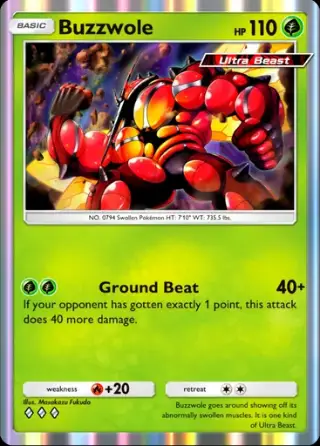 BASIC Buzzwole HP 110
Ultra Beast
NO. 0794 Swollen Pokémon HT: 7'10" WT: 735.5 lbs.
Ground Beat 40+
If your opponent has gotten exactly 1 point, this attack
does 40 more damage.
weakness +20 retreat
Illus. Masakazu Fukuda
Buzzwole goes around showing off its
abnormally swollen muscles. It is one kind
of Ultra Beast.